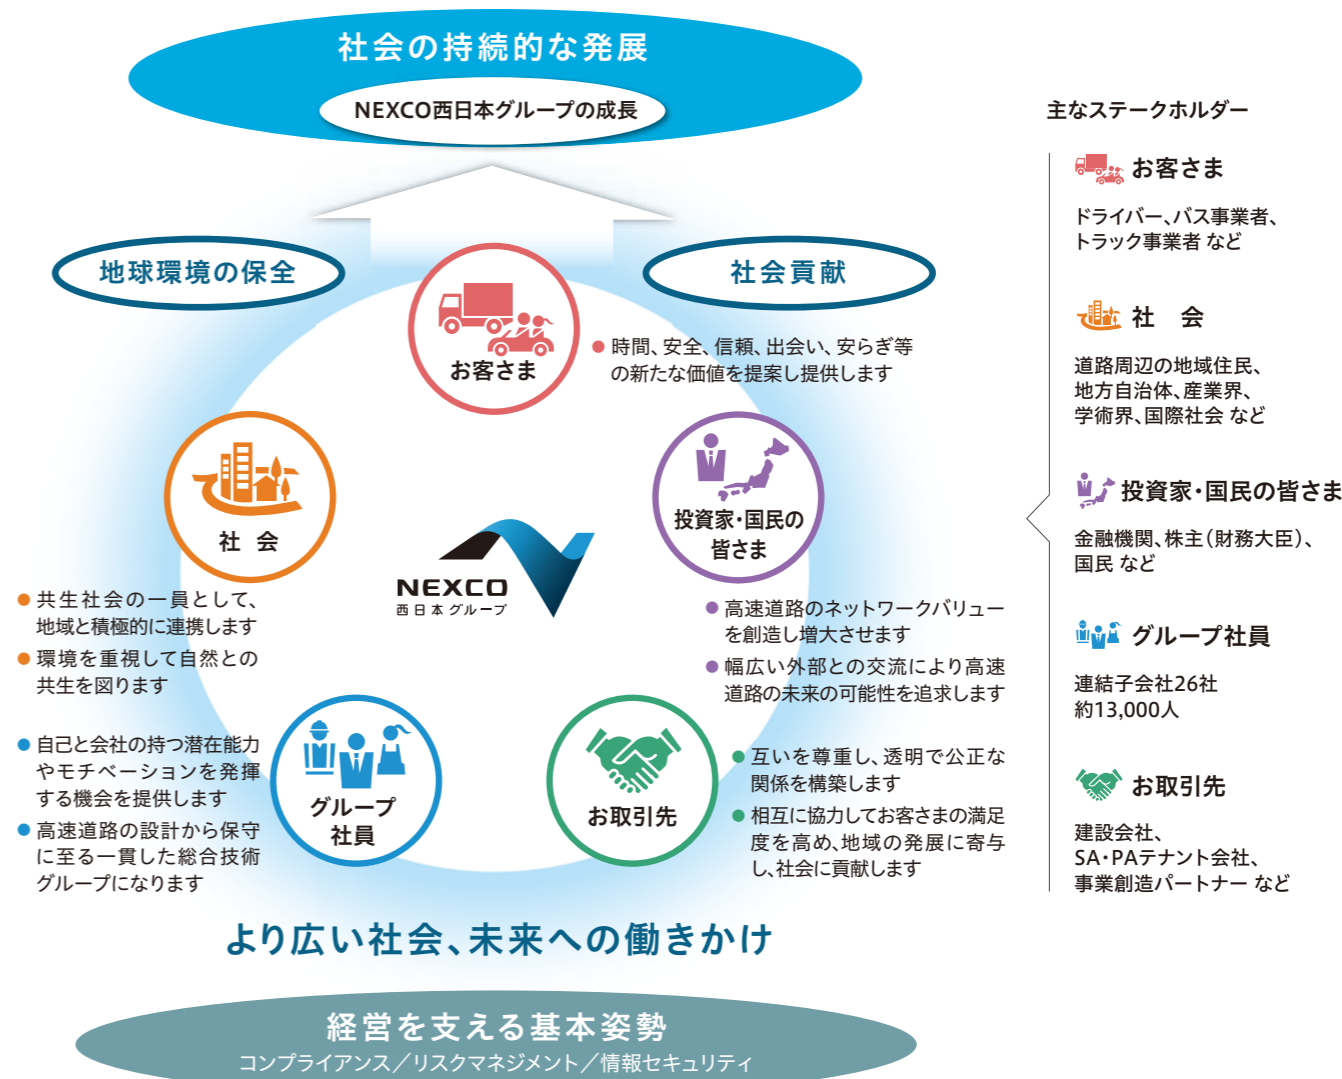 社会の持続的な発展
NEXCO西日本グループの成長
地球環境の保全
社会貢献
お客さま
● 時間、安全、信頼、出会い、安らぎ等
の新たな価値を提案し提供します
社 会
● 共生社会の一員として、
地域と積極的に連携します
● 環境を重視して自然との
共生を図ります
投資家・国民の
皆さま
● 高速道路のネットワークバリュー
を創造し増大させます
● 幅広い外部との交流により高速
道路の未来の可能性を追求します
NEXCO
西日本グループ
グループ
社員
● 自己と会社の持つ潜在能力
やモチベーションを発揮
する機会を提供します
● 高速道路の設計から保守
に至る一貫した総合技術
グループになります
お取引先
● 互いを尊重し、透明で公正な
関係を構築します
● 相互に協力してお客さまの満足
度を高め、地域の発展に寄与
し、社会に貢献します
より広い社会、未来への働きかけ
経営を支える基本姿勢
コンプライアンス／リスクマネジメント／情報セキュリティ
主なステークホルダー
お客さま
ドライバー、バス事業者、
トラック事業者 など
社 会
道路周辺の地域住民、
地方自治体、産業界、
学術界、国際社会 など
投資家・国民の皆さま
金融機関、株主（財務大臣）、
国民 など
グループ社員
連結子会社26社
約13,000人
お取引先
建設会社、
SA・PAテナント会社、
事業創造パートナー など